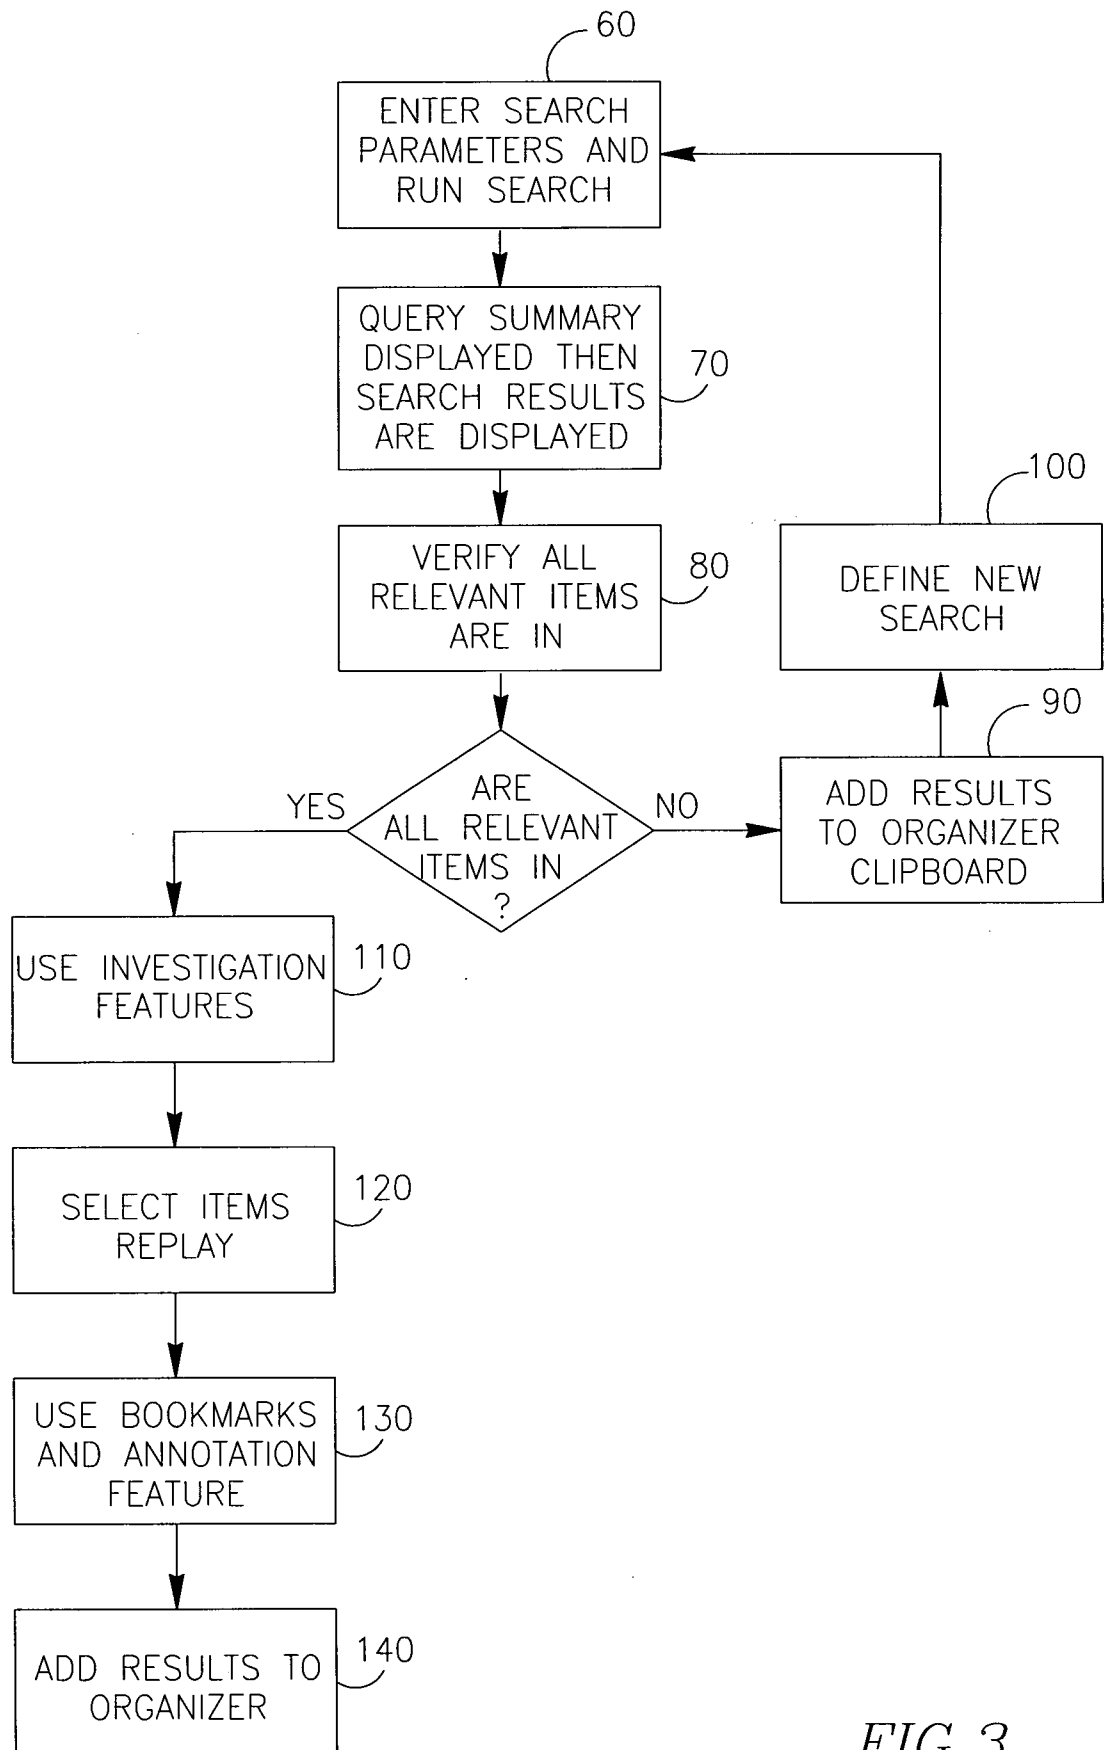 60
ENTER SEARCH
PARAMETERS AND
RUN SEARCH
QUERY SUMMARY
DISPLAYED THEN
SEARCH RESULTS
ARE DISPLAYED
70
100
VERIFY ALL
RELEVANT ITEMS
ARE IN
80
DEFINE NEW
SEARCH
90
ARE
ALL RELEVANT
ITEMS IN
?
YES
NO
ADD RESULTS
TO ORGANIZER
CLIPBOARD
USE INVESTIGATION
FEATURES
110
SELECT ITEMS
REPLAY
120
USE BOOKMARKS
AND ANNOTATION
FEATURE
130
ADD RESULTS TO
ORGANIZER
140
FIG.3